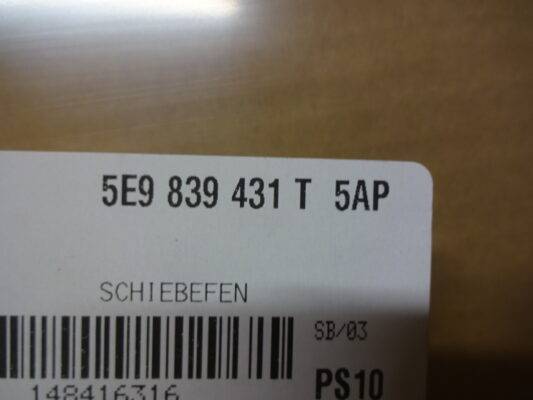 5E9 839 431 T 5AP
SCHIEBEFEN
SB/03
148416316
PS10